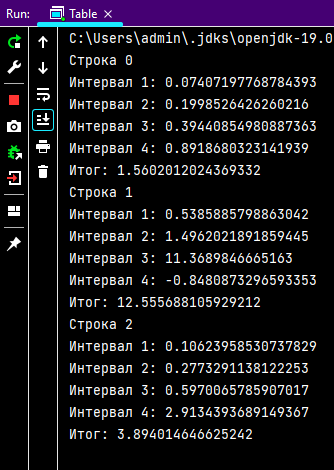 Run: Table ×
C:\Users\admin\.jdks\openjdk-19.0
Строка 0
Интервал 1: 0.07407197768784393
Интервал 2: 0.1998526426260216
Интервал 3: 0.39440854980887363
Интервал 4: 0.8918680323141939
Итог: 1.5602012024369332
Строка 1
Интервал 1: 0.5385885798863042
Интервал 2: 1.4962021891859445
Интервал 3: 11.3689846665163
Интервал 4: -0.8480873296593353
Итог: 12.555688105929212
Строка 2
Интервал 1: 0.10623958530737829
Интервал 2: 0.2773291138122253
Интервал 3: 0.5970065785907017
Интервал 4: 2.9134393689149367
Итог: 3.894014646625242